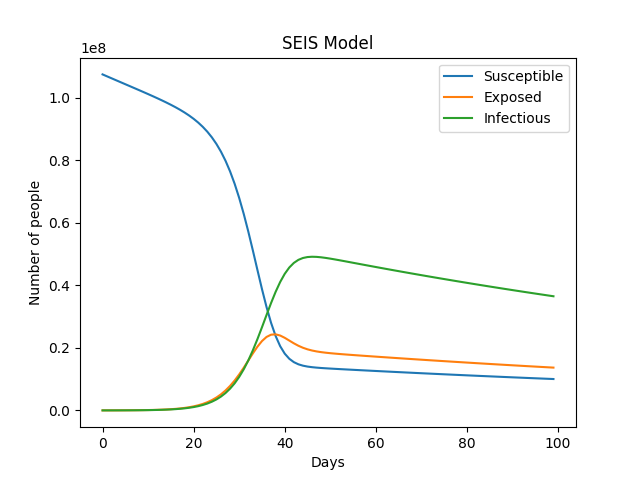 SEIS Model
1e8
Susceptible
Exposed
Infectious
1.0
0.8
0.6
0.4
0.2
0.0
Number of people
0 20 40 60 80 100
Days